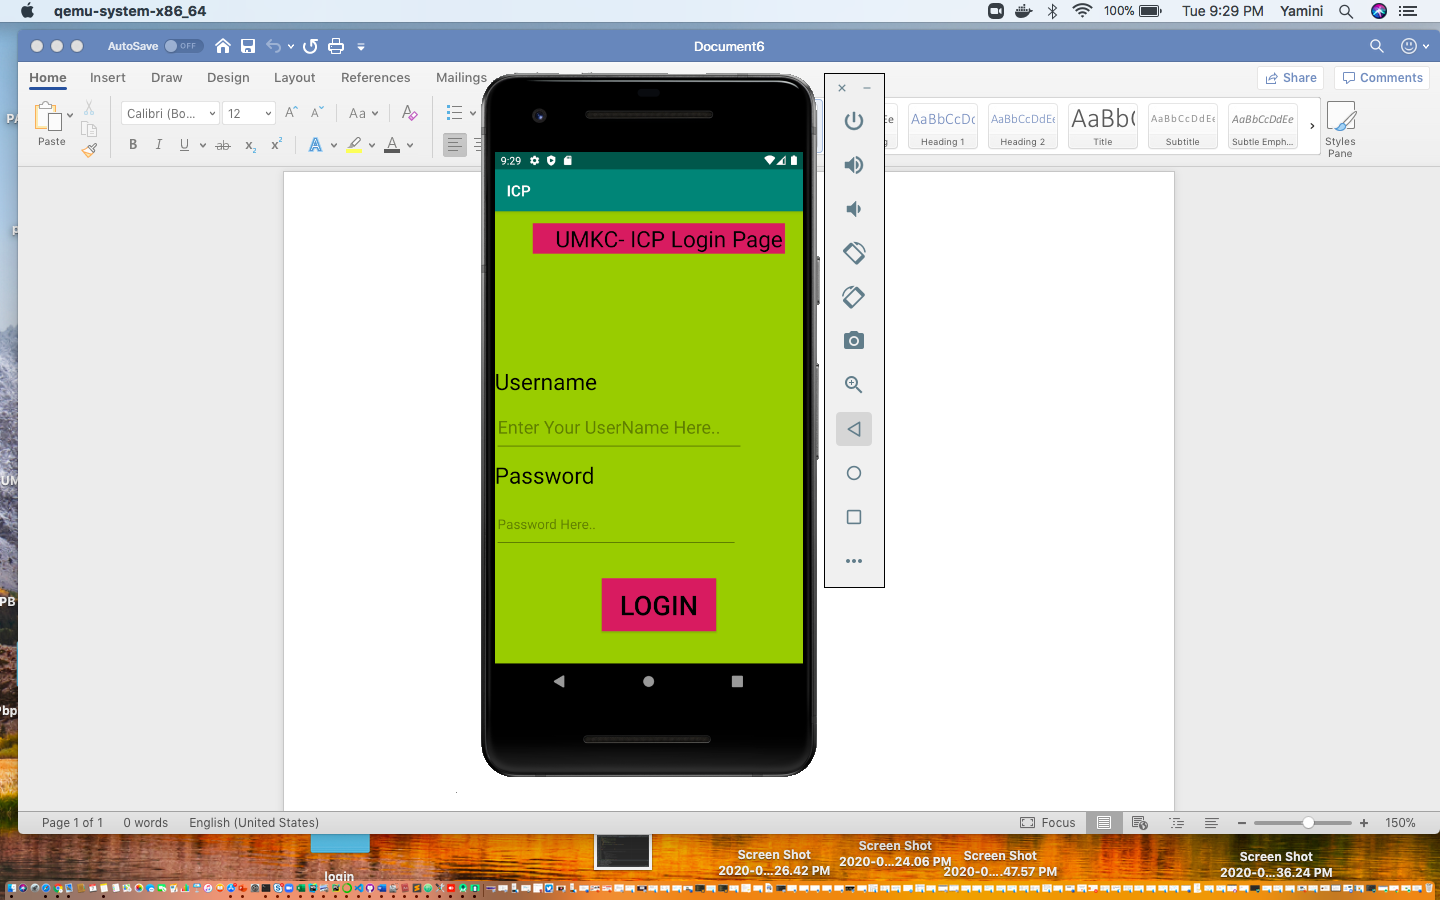 qemu-system-x86_64
100%
Tue 9:29 PM
Yamini
AutoSave
OFF
Document6
Home
Insert
Draw
Design
Layout
References
Mailings
Share
Comments
Paste
Calibri (Bo...
12
Aa
B I U ab x₂ x²
A A
AaBbCcDc
AaBbCcDdEe
AaBb(
AaBbCcDdEe
AaBbCcDdEe
Heading 1
Heading 2
Title
Subtitle
Subtle Emph...
Styles
Pane
9:29
ICP
UMKC- ICP Login Page
Username
Enter Your UserName Here..
Password
Password Here..
LOGIN
Page 1 of 1
0 words
English (United States)
Focus
150%
login
Screen Shot
2020-0...26.42 PM
Screen Shot
2020-0...24.06 PM
Screen Shot
2020-0....47.57 PM
Screen Shot
2020-0...36.24 PM